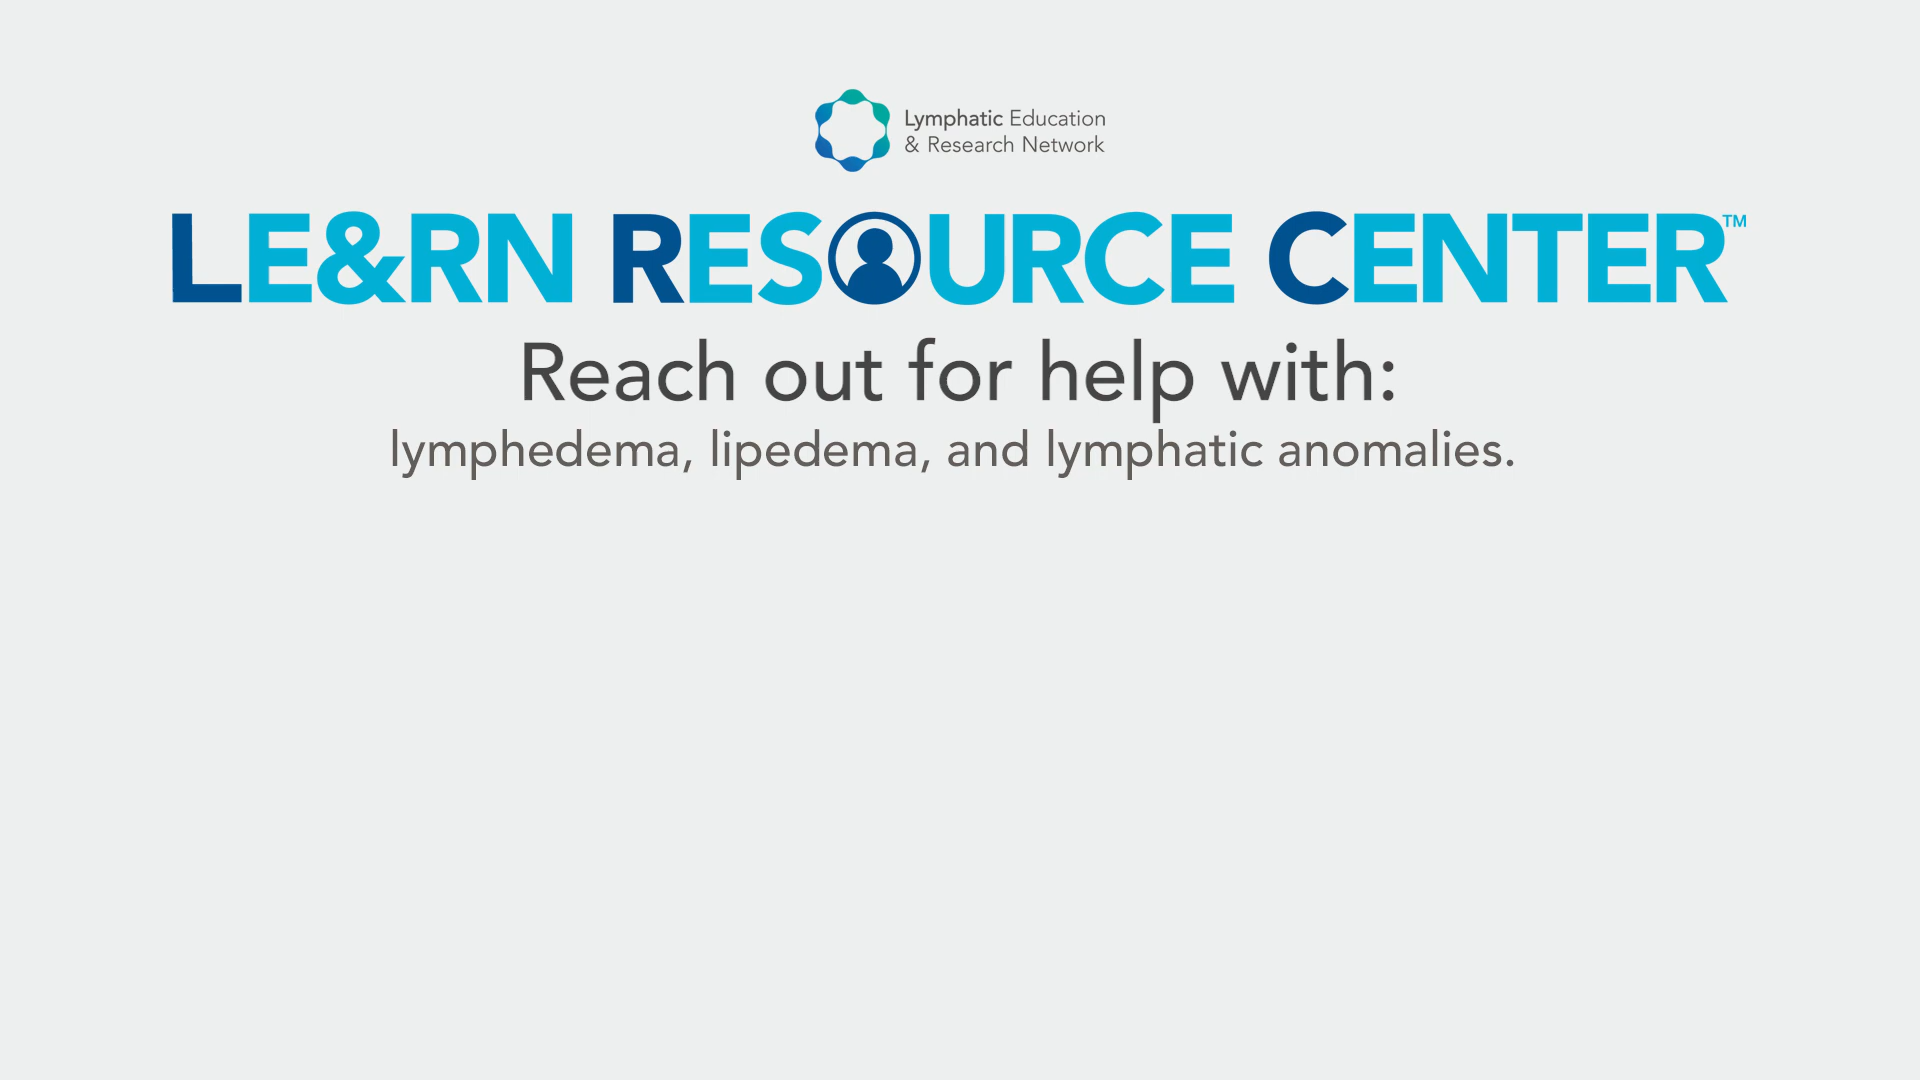 Lymphatic Education
& Research Network
LE&RN RESOURCE CENTER™
Reach out for help with:
lymphedema, lipedema, and lymphatic anomalies.